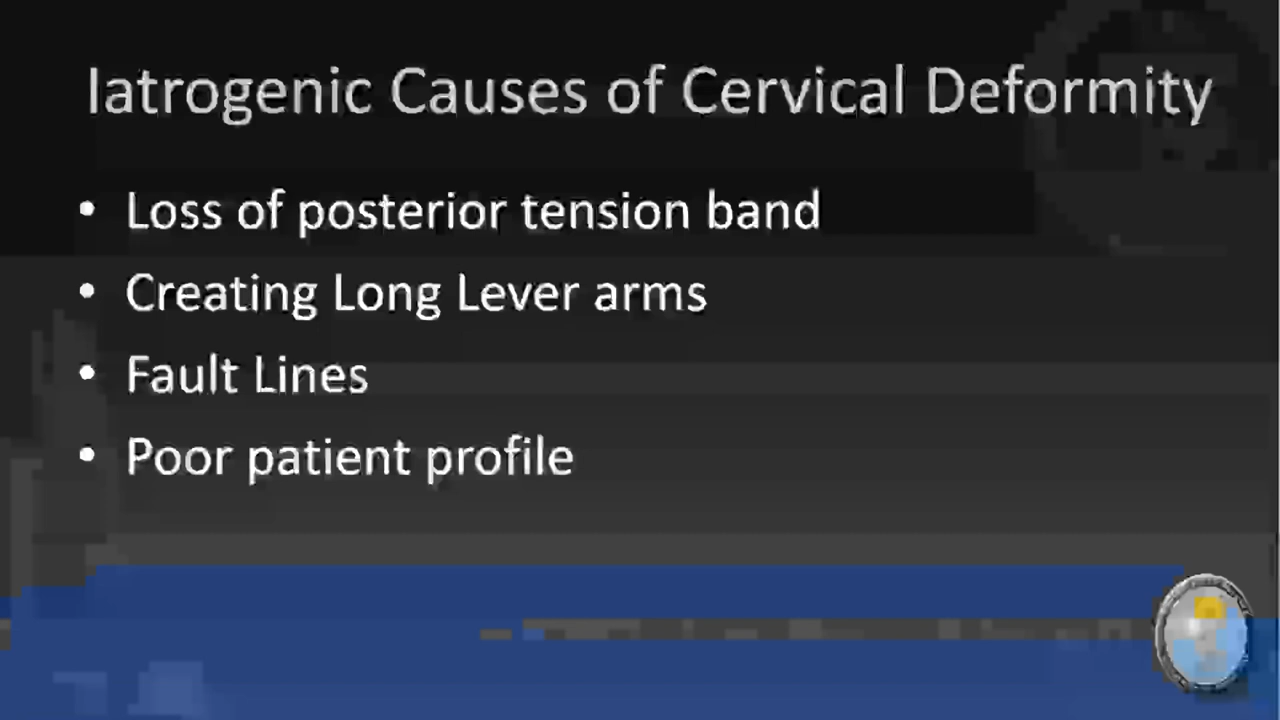 Iatrogenic Causes of Cervical Deformity
• Loss of posterior tension band
• Creating Long Lever arms
• Fault Lines
• Poor patient profile